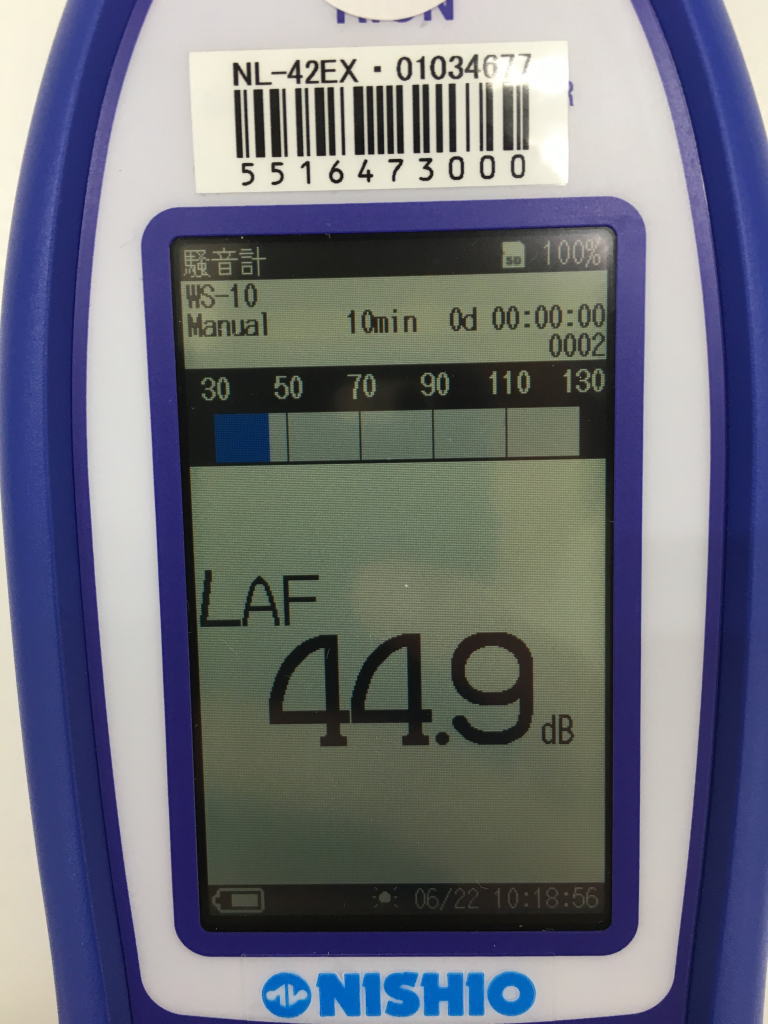 NL-42EX・01034677
5516473000
騒音計 SD 100%
WS-10
Manual 10min 0d 00:00:00
0002
30 50 70 90 110 130
LAF
44.9 dB
06/22 10:18:56
NISHIO